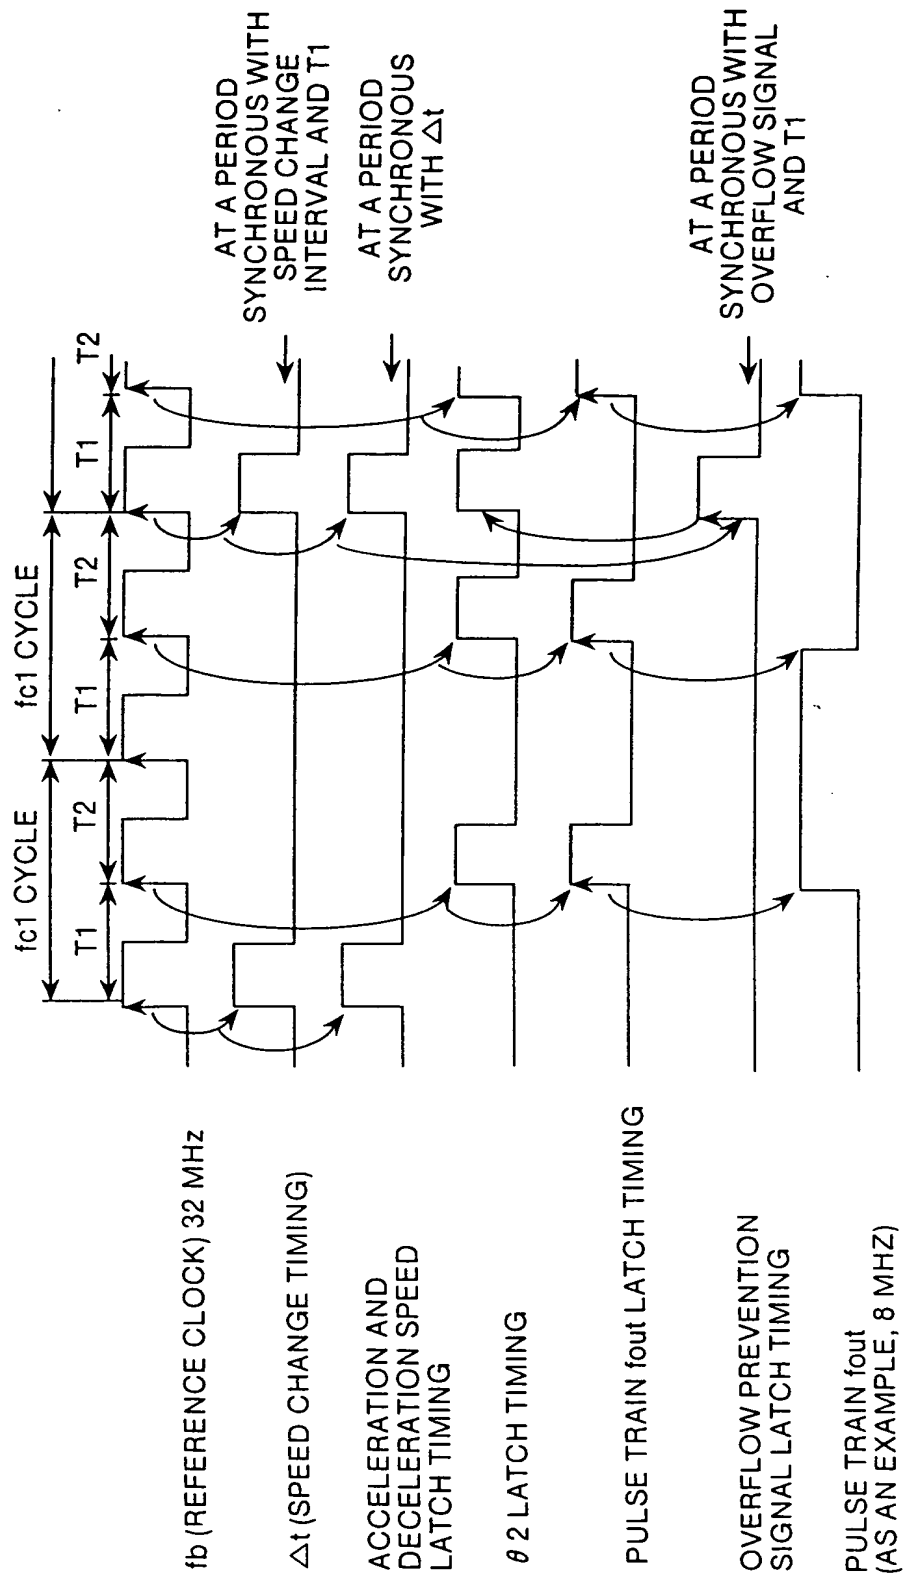 fc1 CYCLE
fc1 CYCLE
T1
T2
T1
T2
T1
T2
fb (REFERENCE CLOCK) 32 MHz
Δt (SPEED CHANGE TIMING)
AT A PERIOD
SYNCHRONOUS WITH
SPEED CHANGE
INTERVAL AND T1
ACCELERATION AND
DECELERATION SPEED
LATCH TIMING
AT A PERIOD
SYNCHRONOUS
WITH Δt
θ2 LATCH TIMING
PULSE TRAIN fout LATCH TIMING
OVERFLOW PREVENTION
SIGNAL LATCH TIMING
AT A PERIOD
SYNCHRONOUS WITH
OVERFLOW SIGNAL
AND T1
PULSE TRAIN fout
(AS AN EXAMPLE, 8 MHZ)